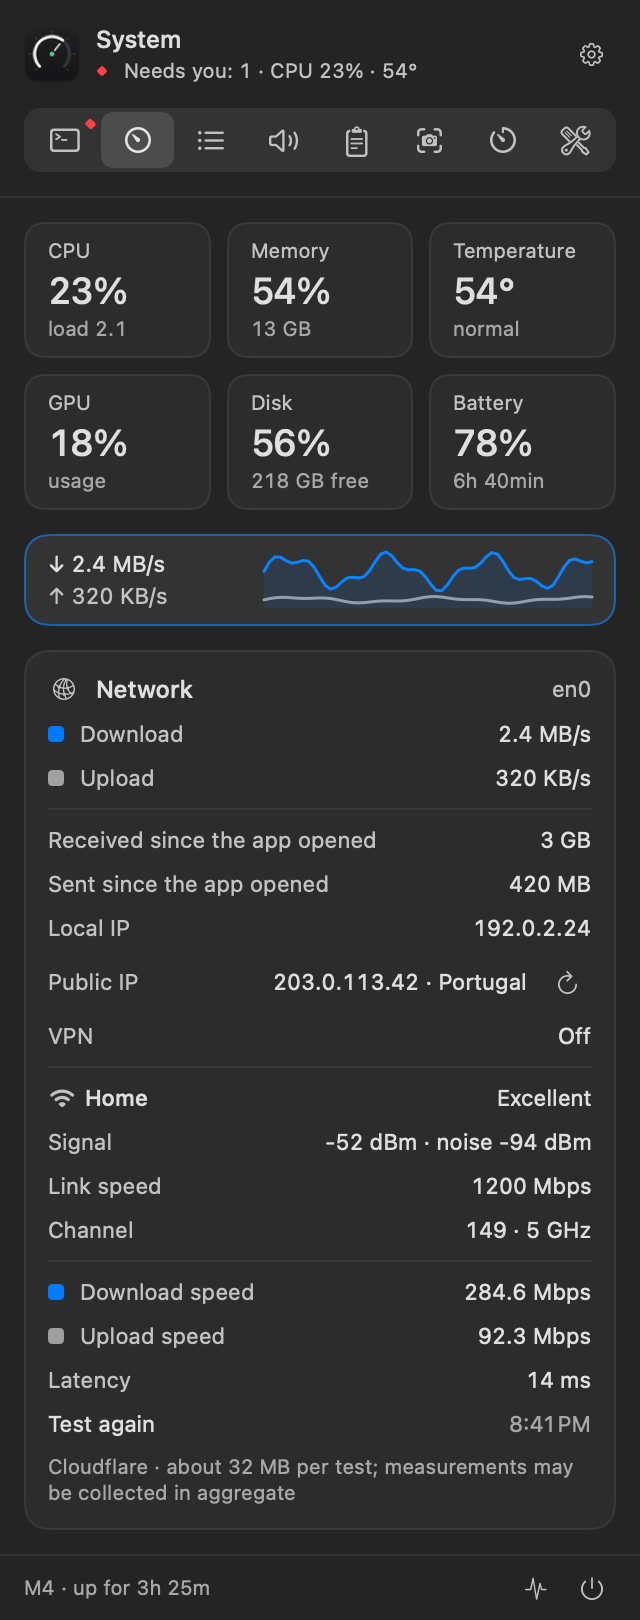 System
Needs you: 1 · CPU 23% · 54°
CPU
23%
load 2.1
Memory
54%
13 GB
Temperature
54°
normal
GPU
18%
usage
Disk
56%
218 GB free
Battery
78%
6h 40min
↓ 2.4 MB/s
↑ 320 KB/s
Network en0
Download 2.4 MB/s
Upload 320 KB/s
Received since the app opened 3 GB
Sent since the app opened 420 MB
Local IP 192.0.2.24
Public IP 203.0.113.42 · Portugal
VPN Off
Home Excellent
Signal -52 dBm · noise -94 dBm
Link speed 1200 Mbps
Channel 149 · 5 GHz
Download speed 284.6 Mbps
Upload speed 92.3 Mbps
Latency 14 ms
Test again 8:41 PM
Cloudflare · about 32 MB per test; measurements may
be collected in aggregate
M4 · up for 3h 25m